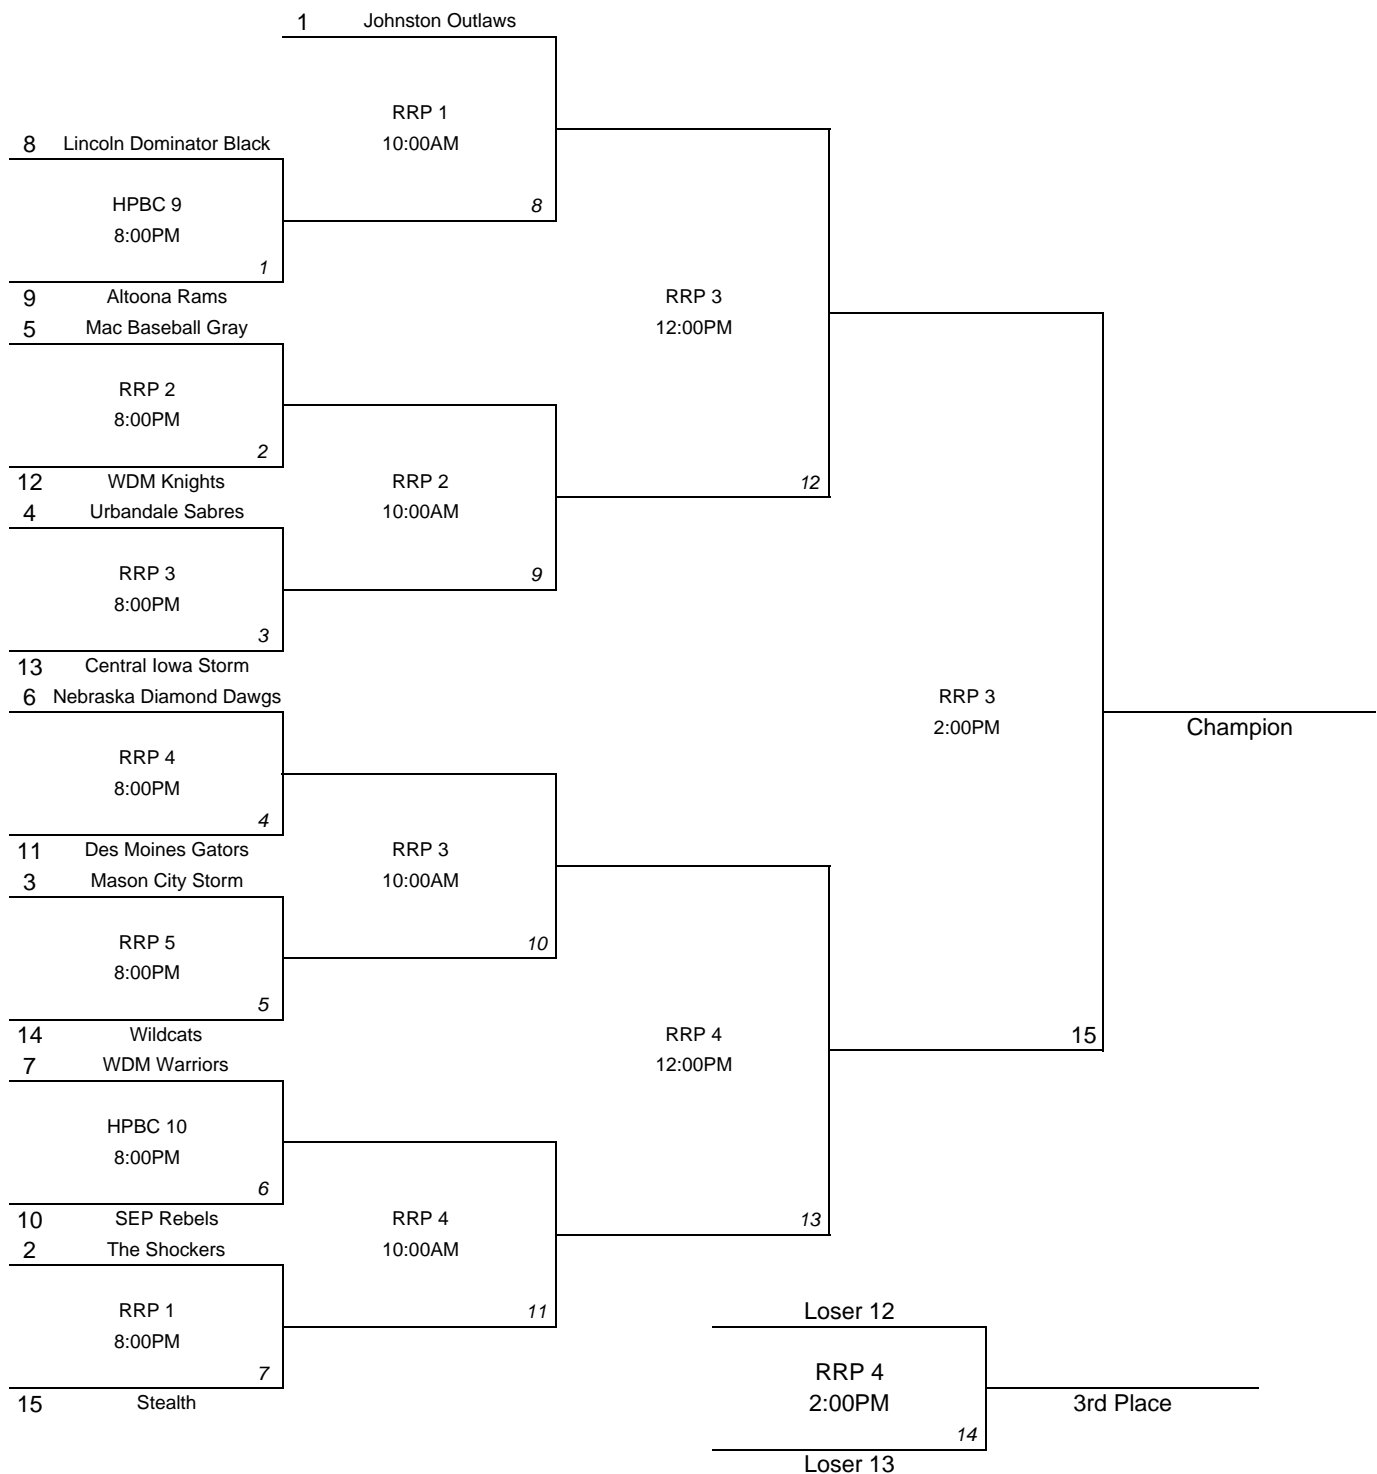 1 Johnston Outlaws
RRP 1
8 Lincoln Dominator Black 10:00AM
HPBC 9 8
8:00PM
1
9 Altoona Rams RRP 3
5 Mac Baseball Gray 12:00PM
RRP 2
8:00PM
2
12 WDM Knights RRP 2 12
4 Urbandale Sabres 10:00AM
RRP 3 9
8:00PM
3
13 Central Iowa Storm
6 Nebraska Diamond Dawgs RRP 3
2:00PM Champion
RRP 4
8:00PM
4
11 Des Moines Gators RRP 3
3 Mason City Storm 10:00AM
RRP 5 10
8:00PM
5
14 Wildcats RRP 4 15
7 WDM Warriors 12:00PM
HPBC 10
8:00PM
6
10 SEP Rebels RRP 4 13
2 The Shockers 10:00AM
RRP 1 11 Loser 12
8:00PM
7 RRP 4
15 Stealth 2:00PM 3rd Place
14
Loser 13